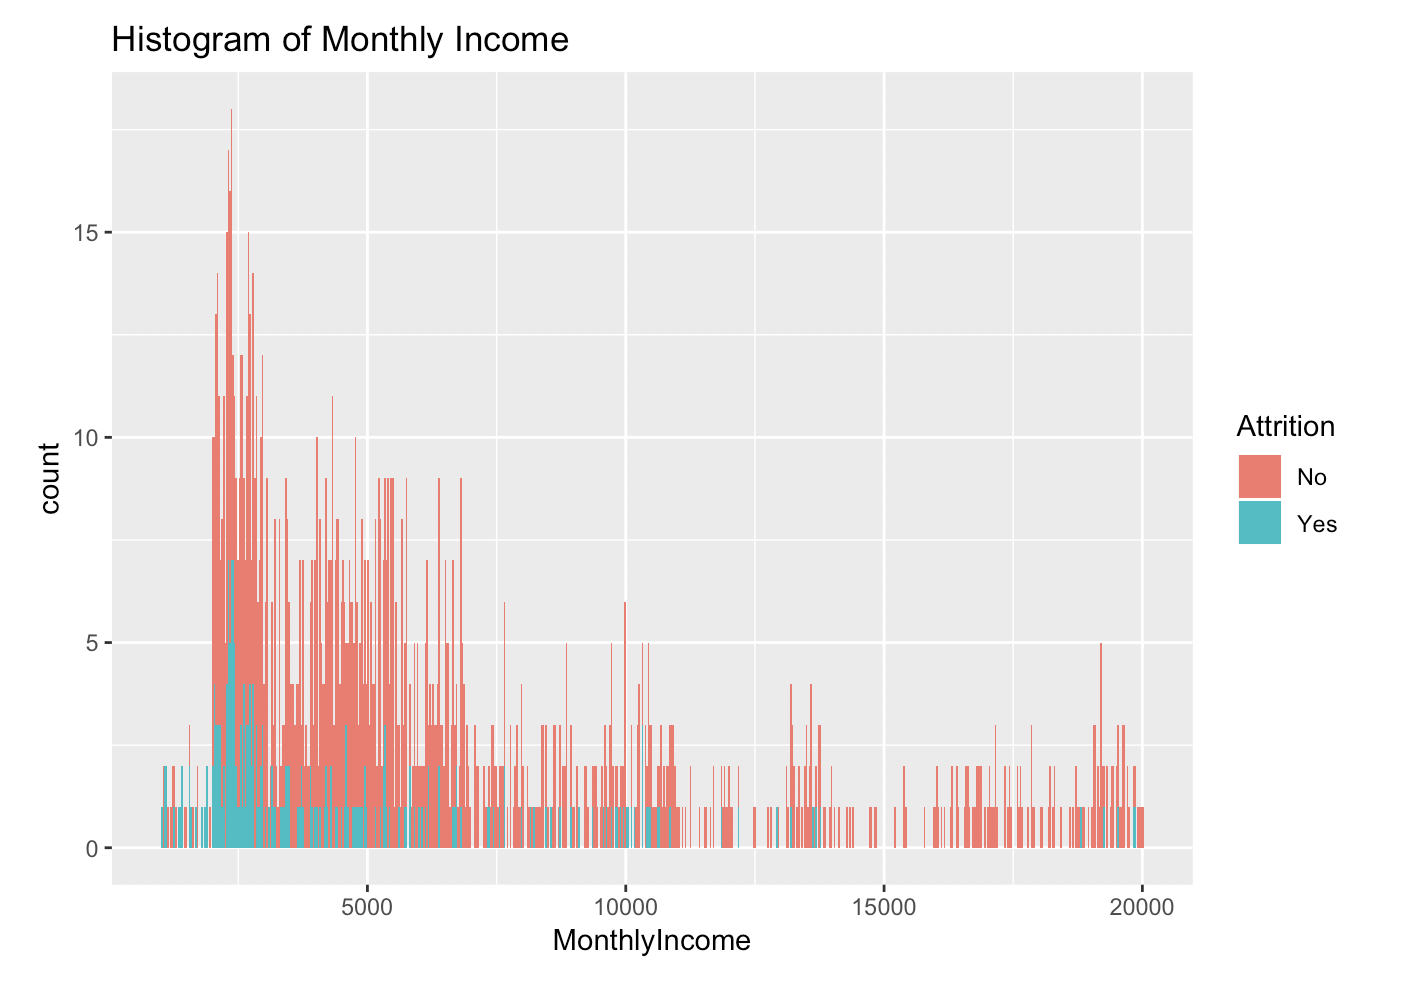 Histogram of Monthly Income
15
10
5
0
count
5000
10000
15000
20000
MonthlyIncome
Attrition
No
Yes